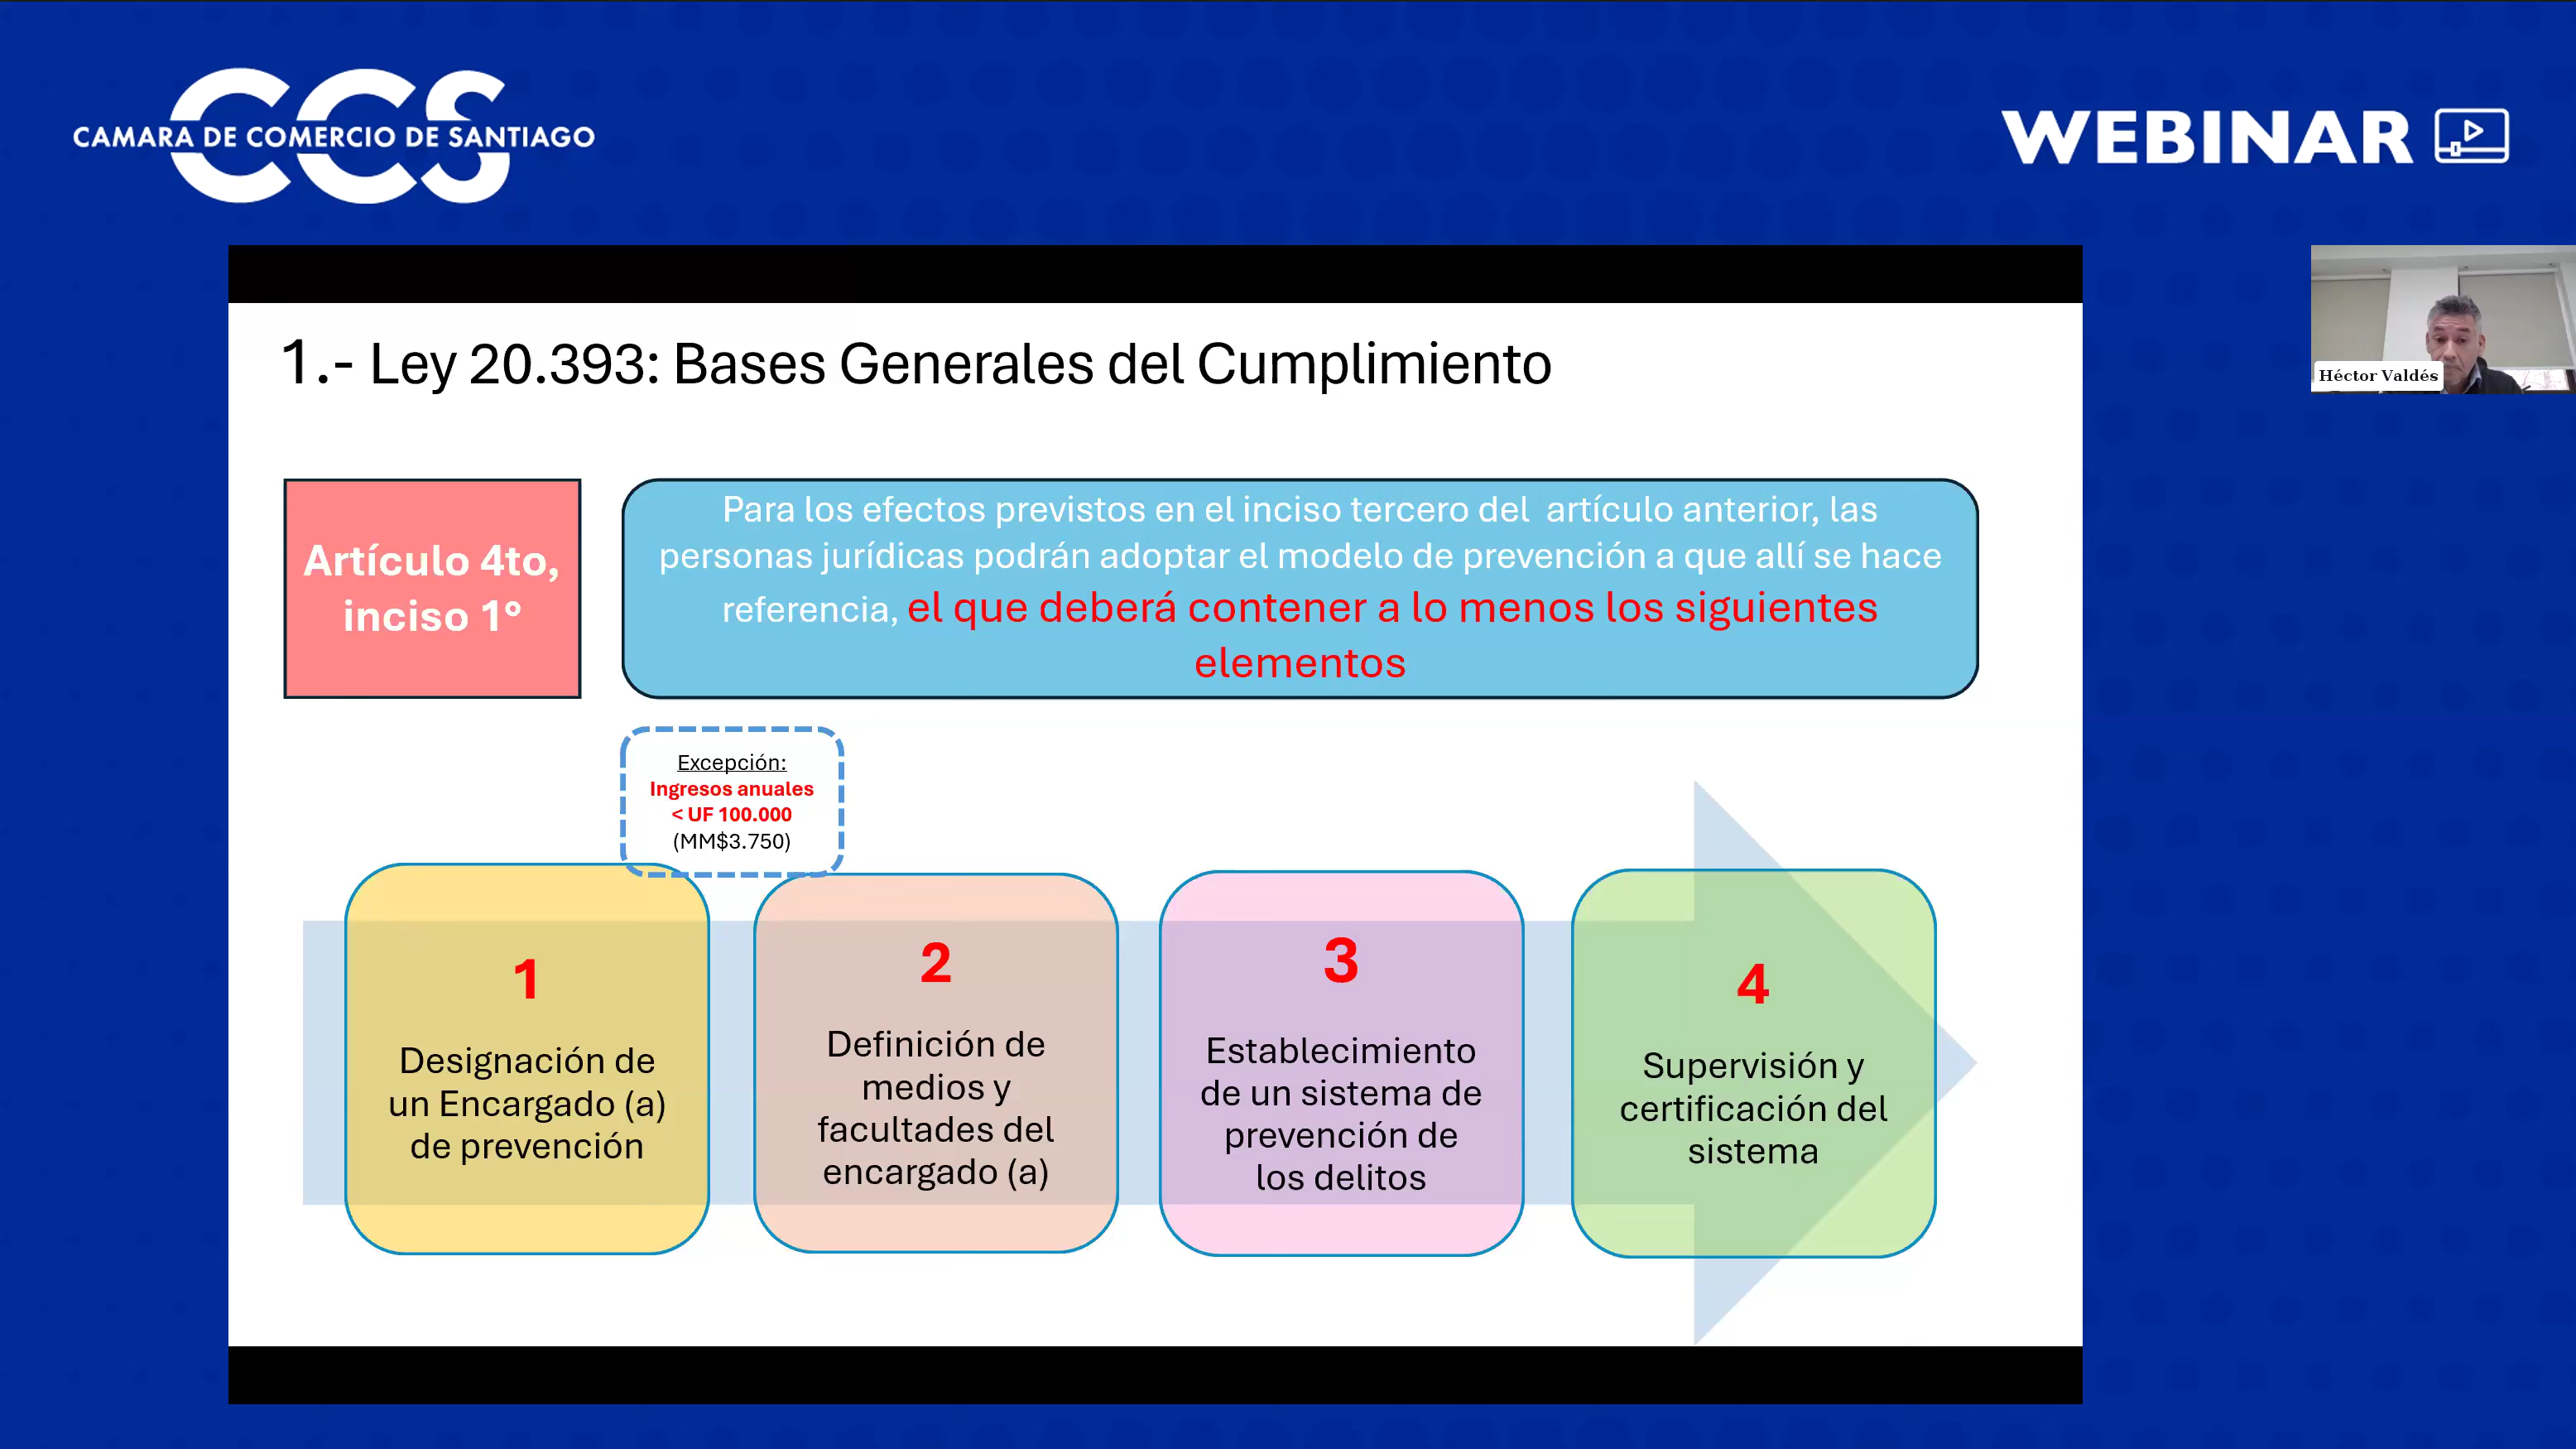 CCS
CAMARA DE COMERCIO DE SANTIAGO
WEBINAR
Héctor Valdés
1.- Ley 20.393: Bases Generales del Cumplimiento
Artículo 4to,
inciso 1°
Para los efectos previstos en el inciso tercero del artículo anterior, las
personas jurídicas podrán adoptar el modelo de prevención a que allí se hace
referencia, el que deberá contener a lo menos los siguientes
elementos
Excepción:
Ingresos anuales
< UF 100.000
(MM$3.750)
1
Designación de
un Encargado (a)
de prevención
2
Definición de
medios y
facultades del
encargado (a)
3
Establecimiento
de un sistema de
prevención de
los delitos
4
Supervisión y
certificación del
sistema